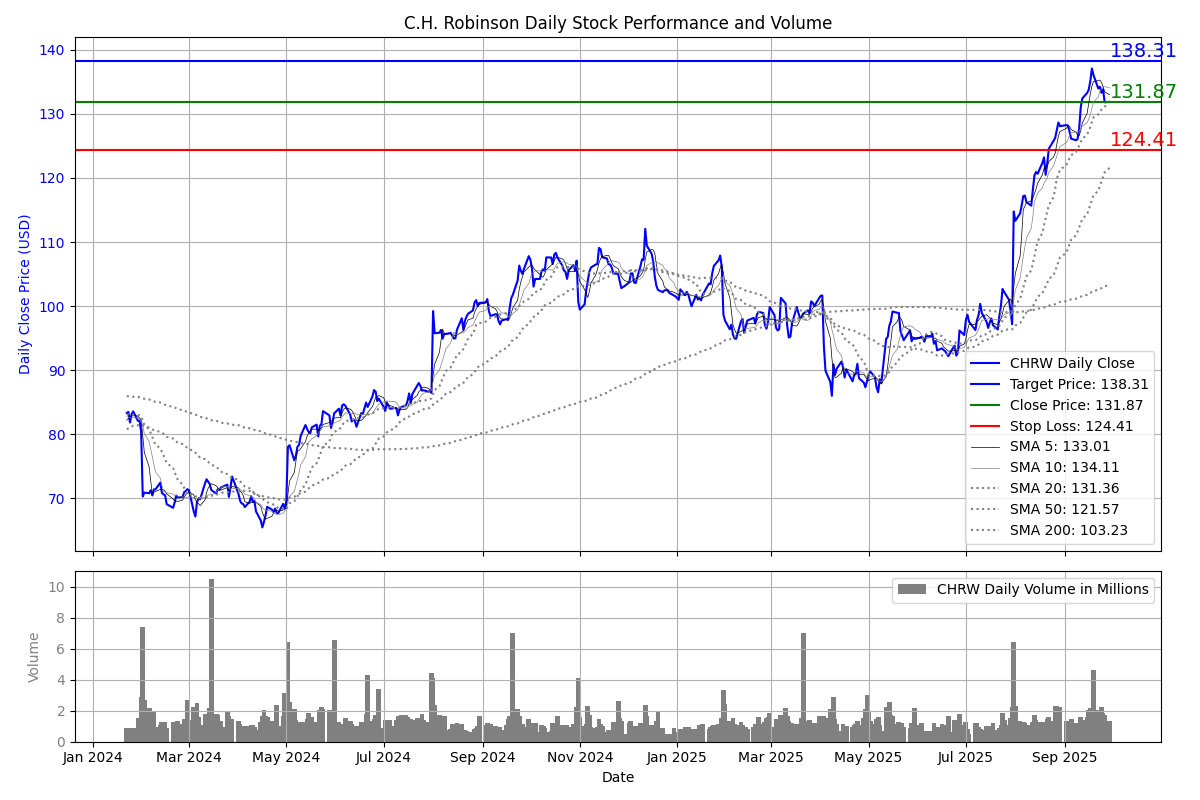 C.H. Robinson Daily Stock Performance and Volume
140
130
120
110
100
90
80
70
Daily Close Price (USD)
138.31
131.87
124.41
CHRW Daily Close
Target Price: 138.31
Close Price: 131.87
Stop Loss: 124.41
SMA 5: 133.01
SMA 10: 134.11
SMA 20: 131.36
SMA 50: 121.57
SMA 200: 103.23
10
8
6
4
2
0
Volume
CHRW Daily Volume in Millions
Jan 2024 Mar 2024 May 2024 Jul 2024 Sep 2024 Nov 2024 Jan 2025 Mar 2025 May 2025 Jul 2025 Sep 2025
Date